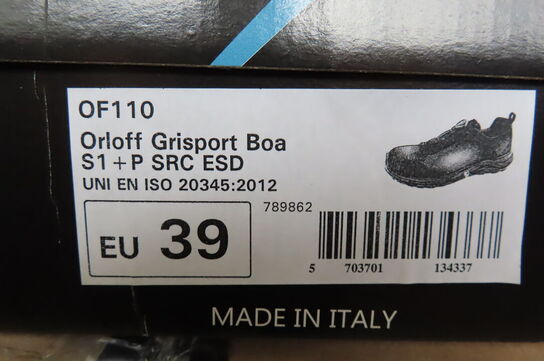 OF110
Orloff Grisport Boa
S1+P SRC ESD
UNI EN ISO 20345:2012
789862
EU 39
5 703701 134337
MADE IN ITALY